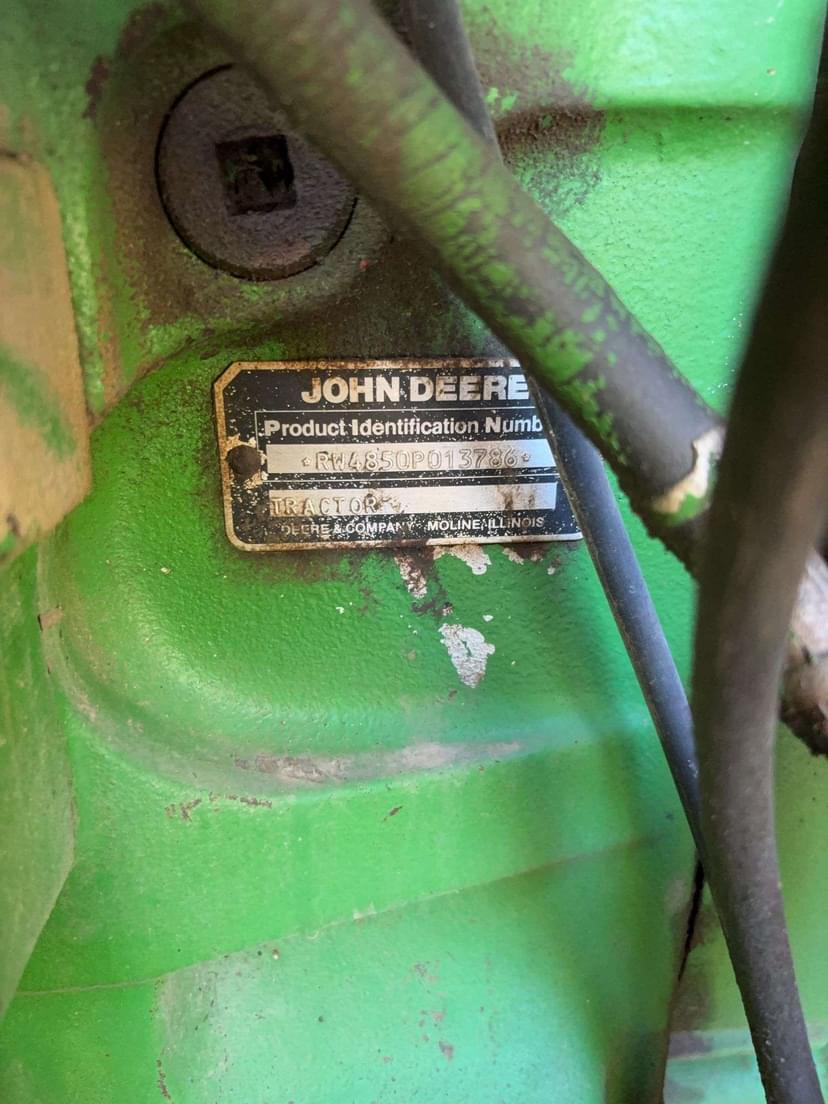 JOHN DEERE
Product Identification Numb
*RW4850P013786*
TRACTOR
DEERE & COMPANY MOLINE, ILLINOIS